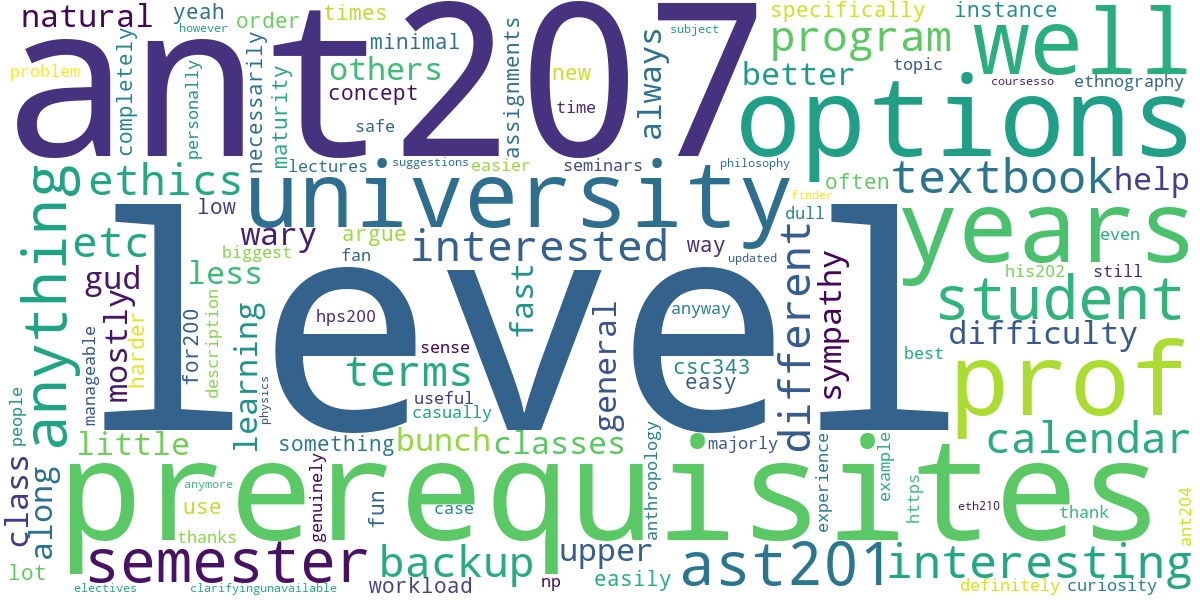 natural
yeah
however
order
times
specifically
instance
ant207
well
minimal
subject
program
problem
completely
personally
necessarily
maturity
others
concept
assignments
new
always
better
topic
coursesso
ethnography
time
options
safe
lectures
suggestions
easier
seminars
philosophy
ethics
university
often
textbook
help
finder
anything
low
dull
years
etc
wary
argue
interested
way
different
even
biggest
fan
updated
gud
less
level
fast
sympathy
his202
still
student
mostly
harder
for200
description
learning
hps200
general
anyway
difficulty
manageable
sense
terms
csc343
easy
best
prof
physics
useful
casually
people
little
something
bunch
classes
majorly
calendar
class
along
prerequisites
anymore
genuinely
fun
case
anthropology
experience
example
https
eth210
thank
ant204
use
thanks
semester
backup
upper
ast201
interesting
lot
electives
clarifyingunavailable
workload
np
easily
definitely
curiosity